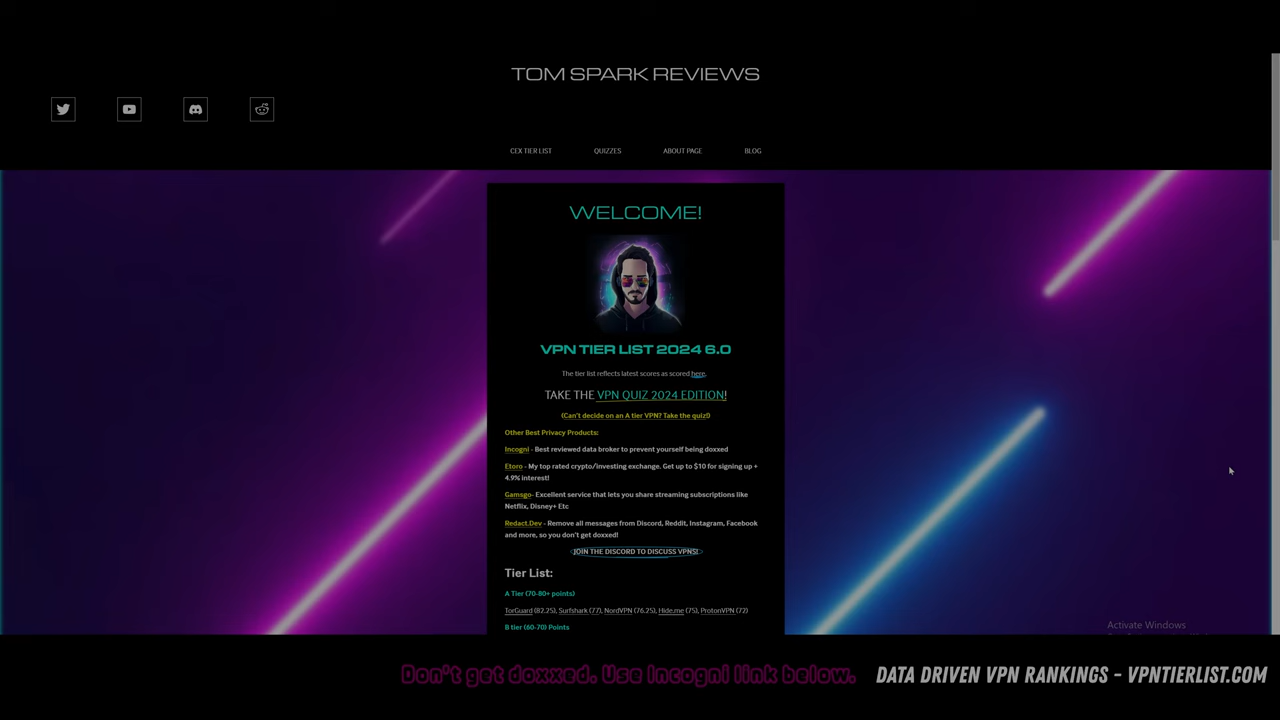 TOM SPARK REVIEWS
CEX TIER LIST QUIZZES ABOUT PAGE BLOG
WELCOME!
VPN TIER LIST 2024 6.0
The tier list reflects latest scores as scored here.
TAKE THE VPN QUIZ 2024 EDITION!
(Can't decide on an A tier VPN? Take the quiz!)
Other Best Privacy Products:
Incogni - Best reviewed data broker to prevent yourself being doxxed
Etoro - My top rated crypto/investing exchange. Get up to $10 for signing up +
4.9% interest!
Gamsgo- Excellent service that lets you share streaming subscriptions like
Netflix, Disney+ Etc
Redact.Dev - Remove all messages from Discord, Reddit, Instagram, Facebook
and more, so you don't get doxxed!
JOIN THE DISCORD TO DISCUSS VPNS!
Tier List:
A Tier (70-80+ points)
TorGuard (82.25), Surfshark (77), NordVPN (76.25), Hide.me (75), ProtonVPN (72)
B tier (60-70) Points
Activate Windows
Don't get doxxed. Use Incogni link below.
DATA DRIVEN VPN RANKINGS - VPNTIERLIST.COM